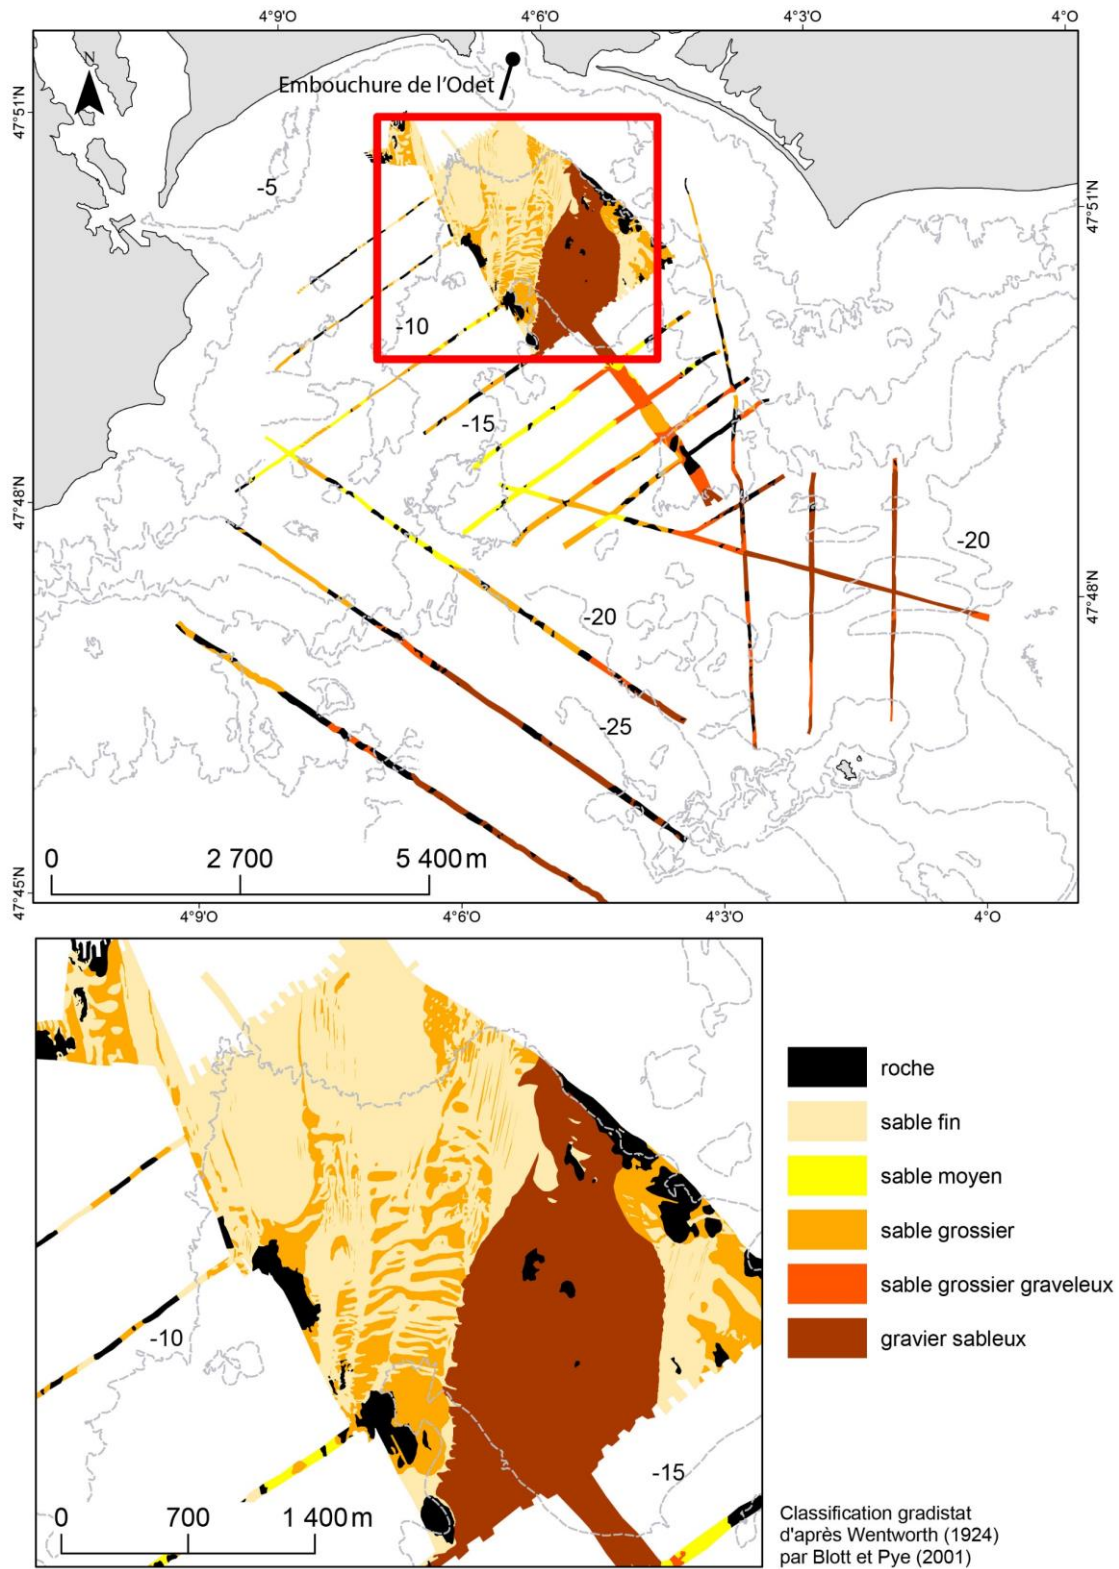 4°9'O
4°6'O
4°3'O
4°O
N
Embouchure de l'Odet
47°51'N
47°51'N
-5
-10
-15
47°48'N
-20
47°48'N
-20
-25
0
2 700
5 400 m
47°45'N
4°9'O
4°6'O
4°3'O
4°O
roche
sable fin
sable moyen
sable grossier
sable grossier graveleux
gravier sableux
-10
-15
0
700
1 400 m
Classification gradistat
d'après Wentworth (1924)
par Blott et Pye (2001)